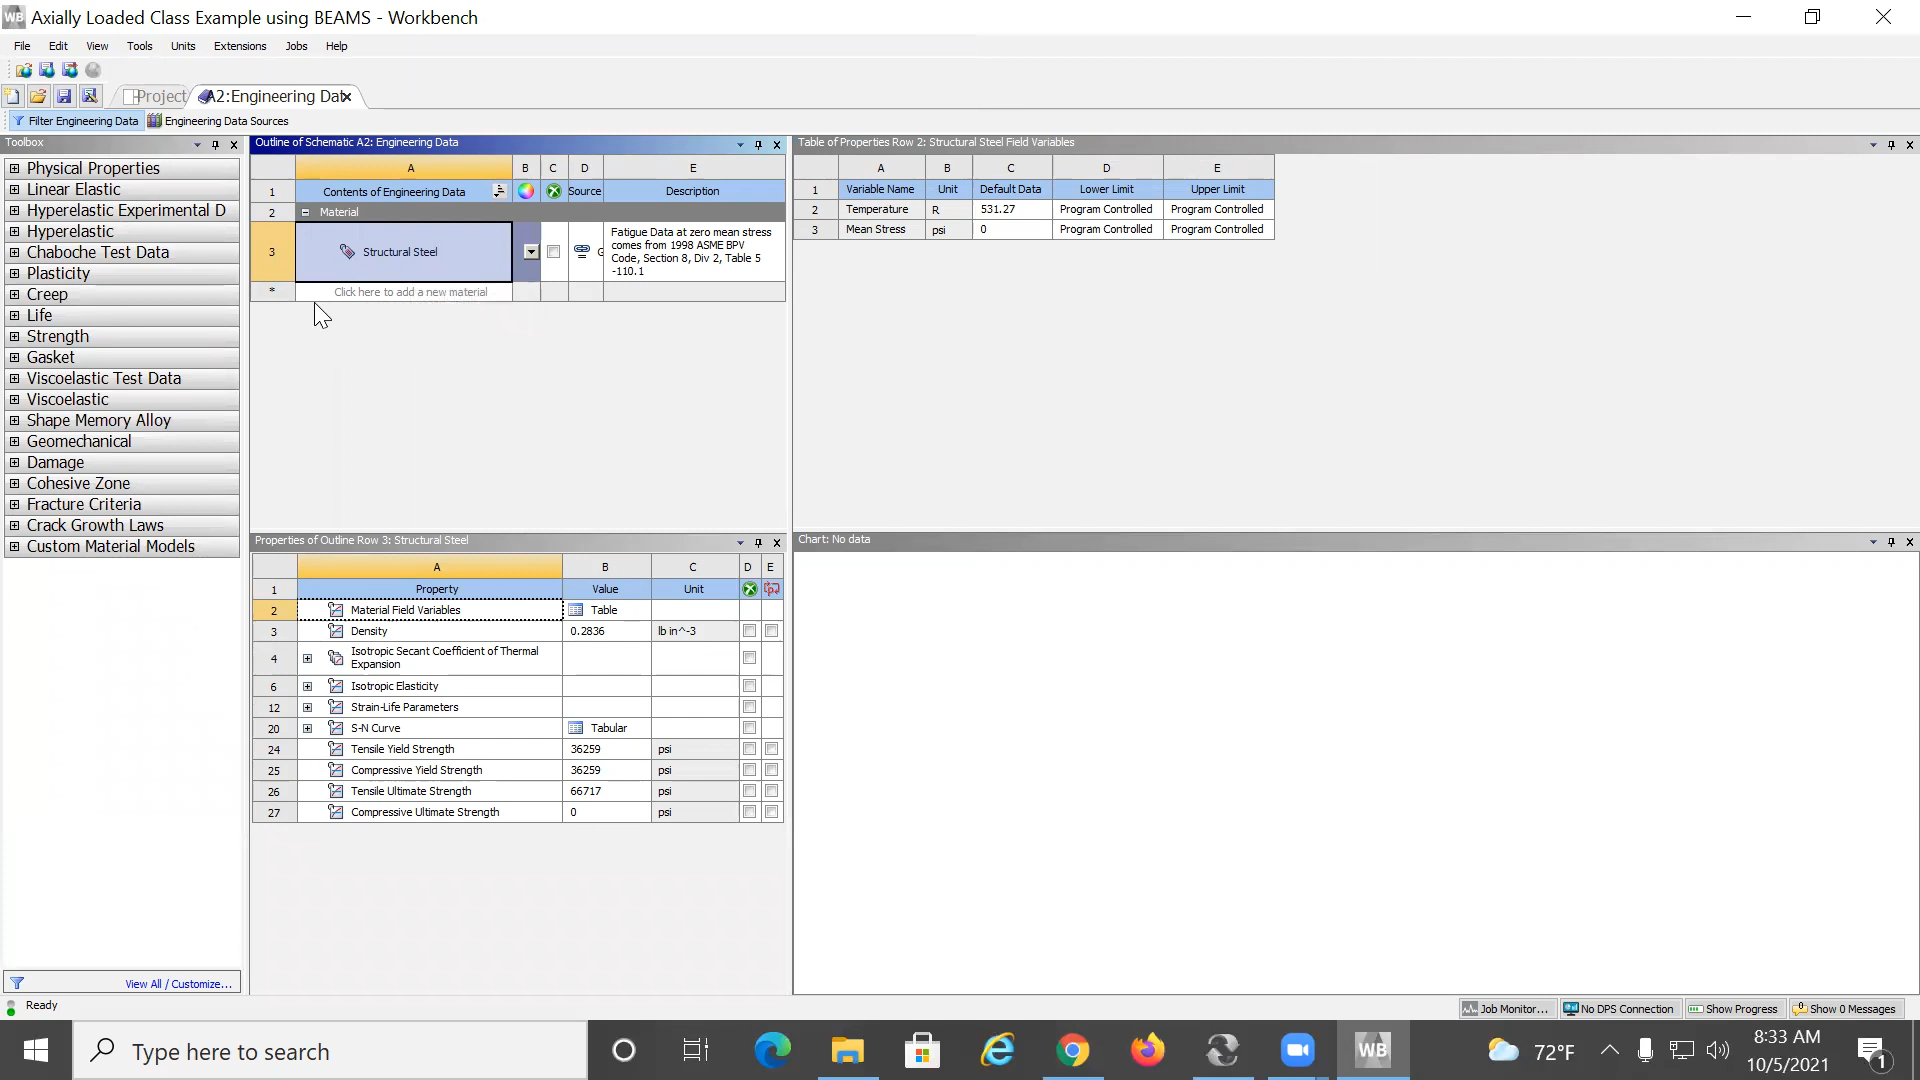 WB Axially Loaded Class Example using BEAMS - Workbench
File Edit View Tools Units Extensions Jobs Help
Project A2:Engineering Dat
Filter Engineering Data Engineering Data Sources
Toolbox
Physical Properties
Linear Elastic
Hyperelastic Experimental D
Hyperelastic
Chaboche Test Data
Plasticity
Creep
Life
Strength
Gasket
Viscoelastic Test Data
Viscoelastic
Shape Memory Alloy
Geomechanical
Damage
Cohesive Zone
Fracture Criteria
Crack Growth Laws
Custom Material Models
View All / Customize...
Outline of Schematic A2: Engineering Data
A B C D E
1 Contents of Engineering Data Source Description
2 Material
3 Structural Steel G Fatigue Data at zero mean stress
comes from 1998 ASME BPV
Code, Section 8, Div 2, Table 5
-110.1
* Click here to add a new material
Properties of Outline Row 3: Structural Steel
A B C D E
1 Property Value Unit
2 Material Field Variables Table
3 Density 0.2836 lb in^-3
4 Isotropic Secant Coefficient of Thermal
Expansion
6 Isotropic Elasticity
12 Strain-Life Parameters
20 S-N Curve Tabular
24 Tensile Yield Strength 36259 psi
25 Compressive Yield Strength 36259 psi
26 Tensile Ultimate Strength 66717 psi
27 Compressive Ultimate Strength 0 psi
Table of Properties Row 2: Structural Steel Field Variables
A B C D E
1 Variable Name Unit Default Data Lower Limit Upper Limit
2 Temperature R 531.27 Program Controlled Program Controlled
3 Mean Stress psi 0 Program Controlled Program Controlled
Chart: No data
Ready
Job Monitor... No DPS Connection Show Progress Show 0 Messages
Type here to search
WB
72°F
8:33 AM
10/5/2021
1